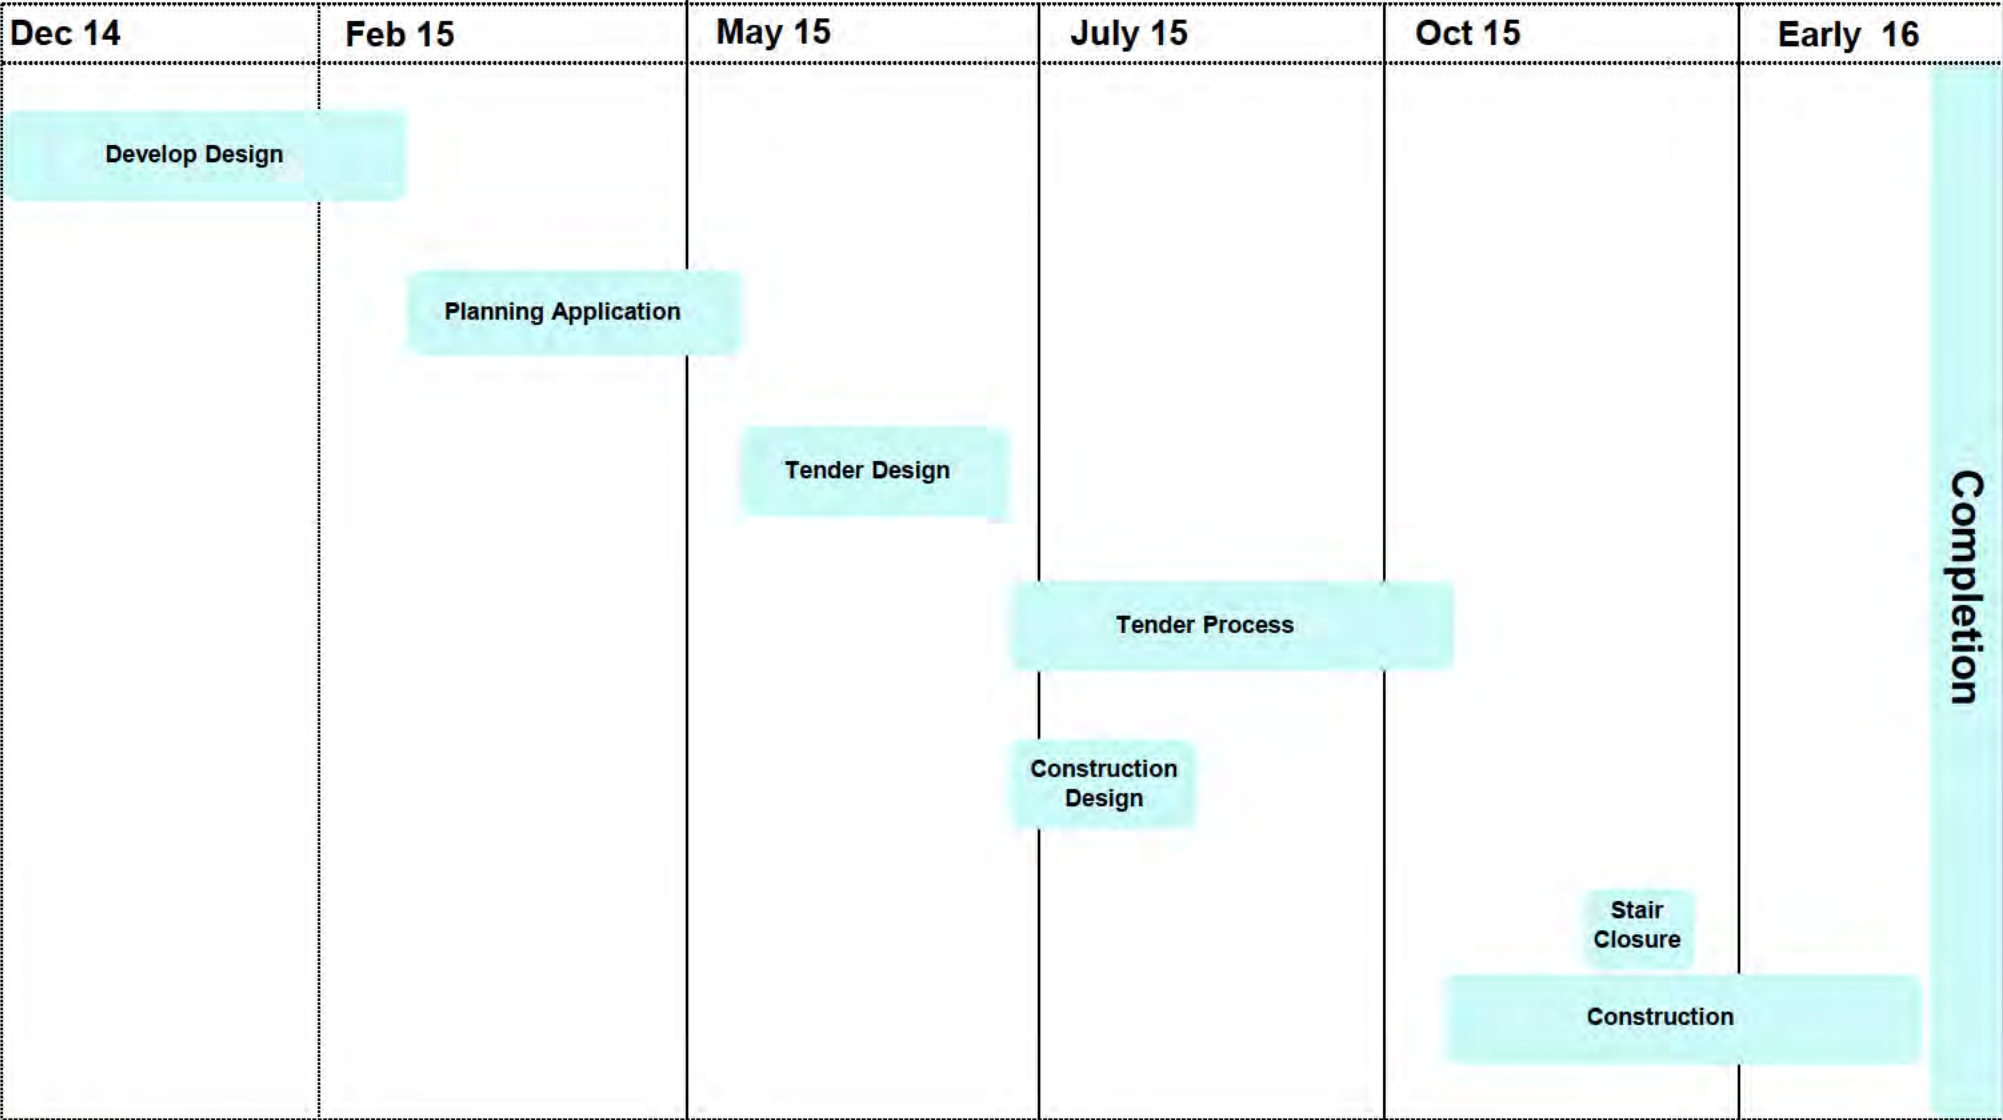 Dec 14
Feb 15
May 15
July 15
Oct 15
Early 16
Develop Design
Planning Application
Tender Design
Tender Process
Construction
Design
Stair
Closure
Construction
Completion